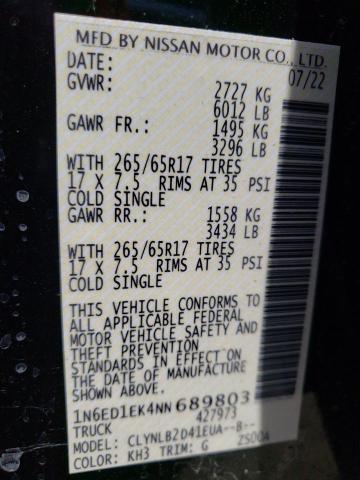 MFD BY NISSAN MOTOR CO., LTD.
DATE: 07/22
GVWR: 2727 KG
6012 LB
GAWR FR.: 1495 KG
3296 LB
WITH 265/65R17 TIRES
17 X 7.5 RIMS AT 35 PSI
COLD SINGLE
GAWR RR.: 1558 KG
3434 LB
WITH 265/65R17 TIRES
17 X 7.5 RIMS AT 35 PSI
COLD SINGLE
THIS VEHICLE CONFORMS TO
ALL APPLICABLE FEDERAL
MOTOR VEHICLE SAFETY AND
THEFT PREVENTION
STANDARDS IN EFFECT ON
THE DATE OF MANUFACTURE
SHOWN ABOVE.
1N6ED1EK4NN689803
TRUCK 427973
MODEL: CLYNLB2D41EUA--B--
COLOR: KH3 TRIM: G Z500A